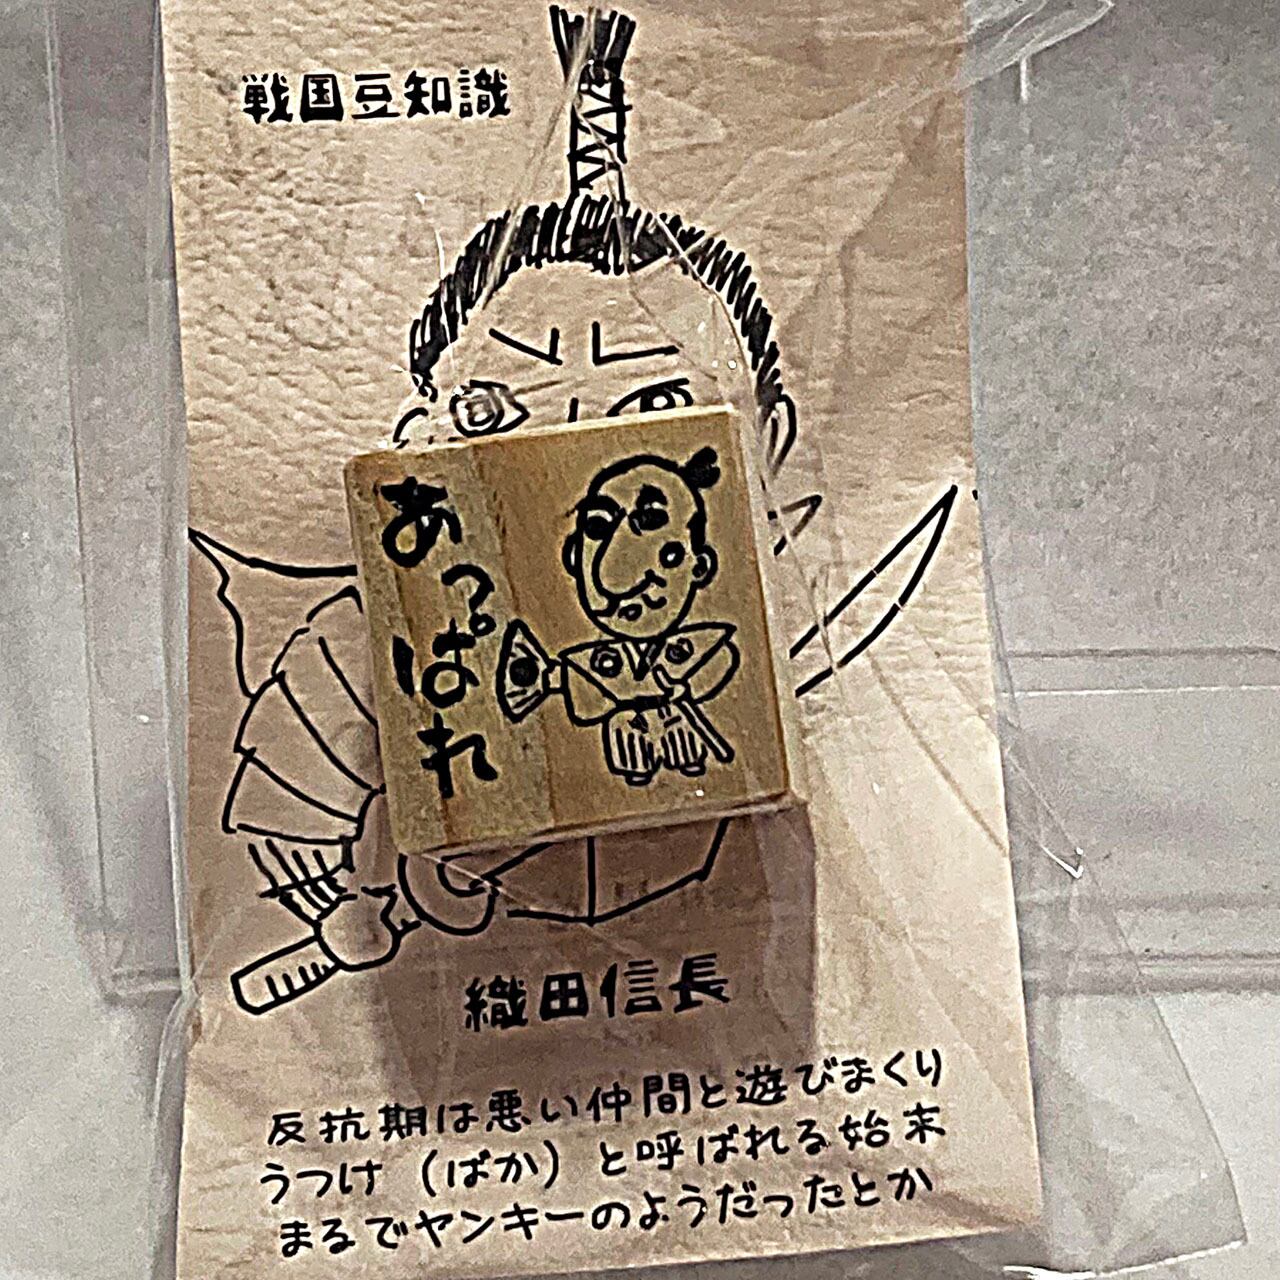 戦国豆知識
あっぱれ
織田信長
反抗期は悪い仲間と遊びまくり
うつけ（ばか）と呼ばれる始末
まるでヤンキーのようだったとか